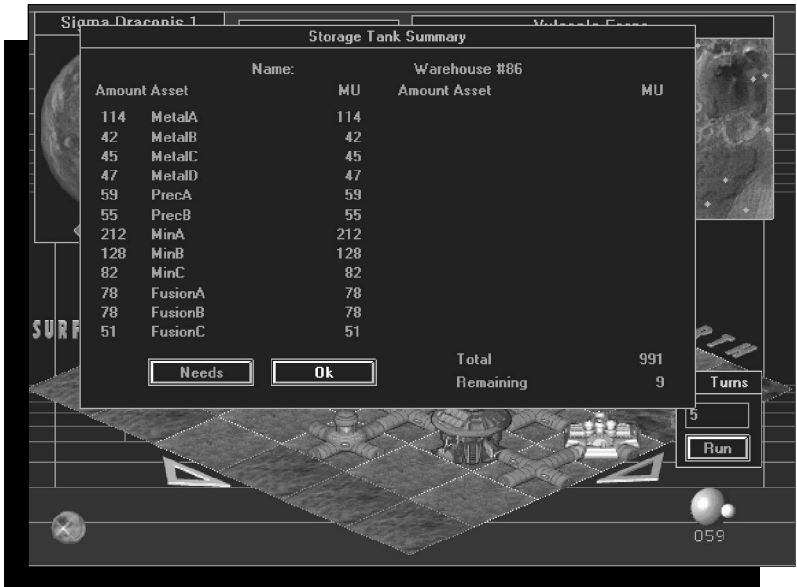 Sigma Draconis 1
Storage Tank Summary
Name: Warehouse #86
Amount Asset MU Amount Asset MU
114 MetalA 114
42 MetalB 42
45 MetalC 45
47 MetalD 47
59 PrecA 59
55 PrecB 55
212 MinA 212
128 MinB 128
82 MinC 82
78 FusionA 78
78 FusionB 78
51 FusionC 51
SURF
PTH
Total 991
Needs Ok
Remaining 9
Turns
5
Run
059